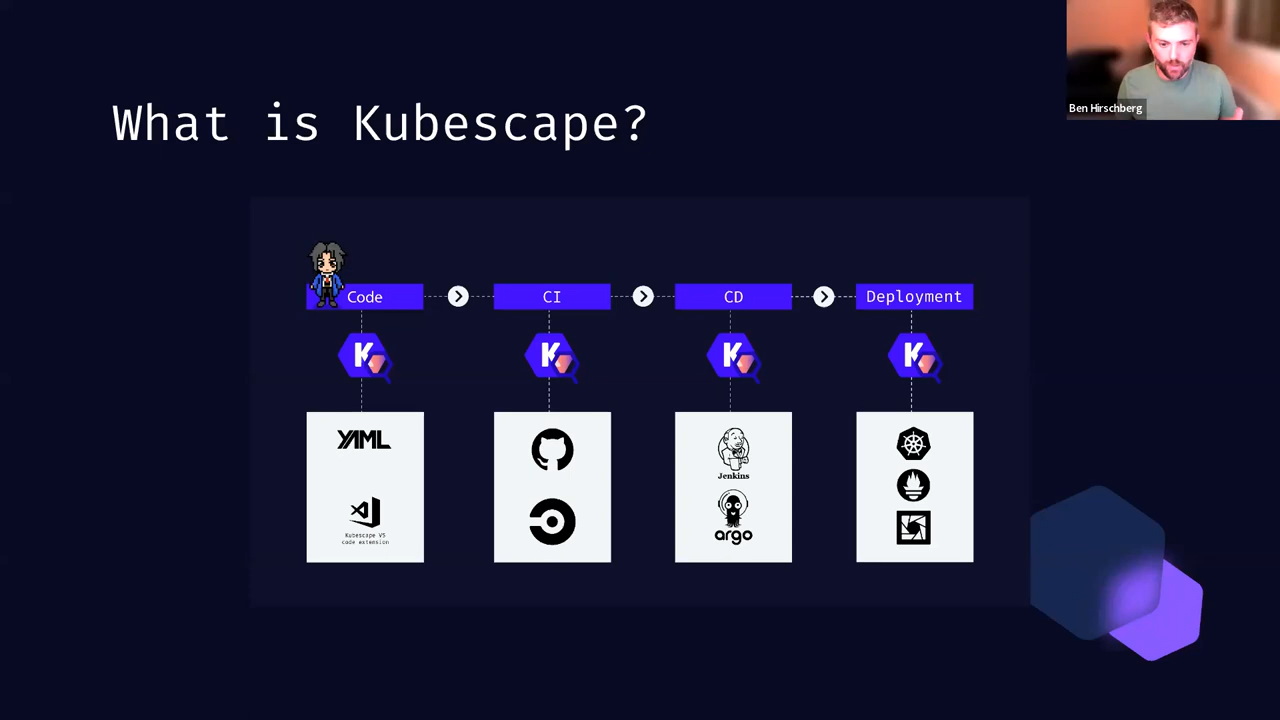 Ben Hirschberg
What is Kubescape?
Code
CI
CD
Deployment
K
K
K
K
YAML
Kubescape VS
code extension
Jenkins
argo